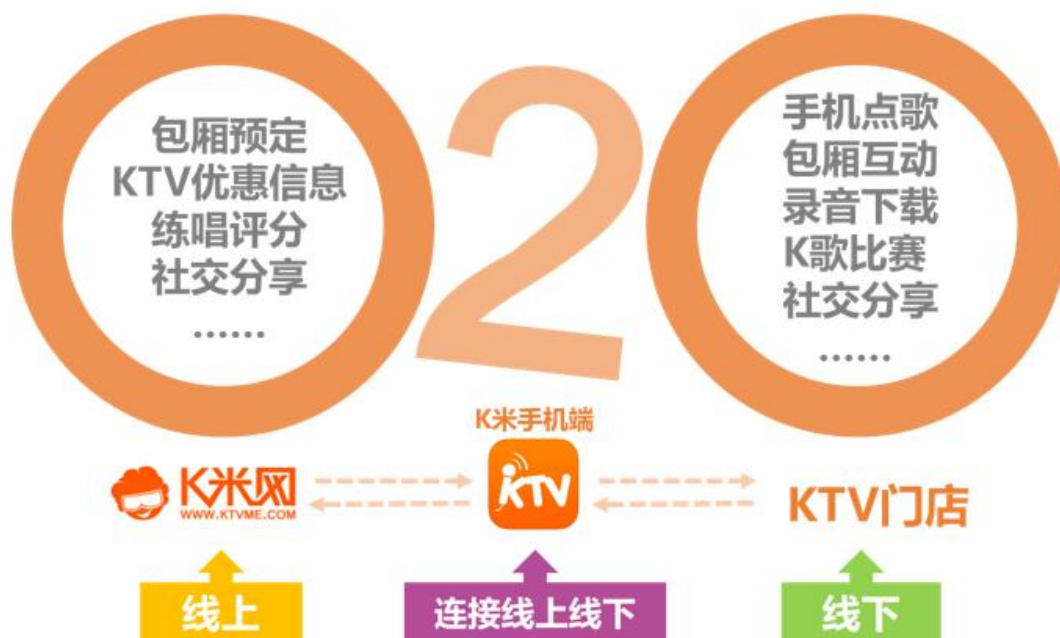 包厢预定
KTV优惠信息
练唱评分
社交分享
......
2
手机点歌
包厢互动
录音下载
K歌比赛
社交分享
......
K米手机端
K米网
WWW.KTVME.COM
KTV
KTV门店
线上
连接线上线下
线下